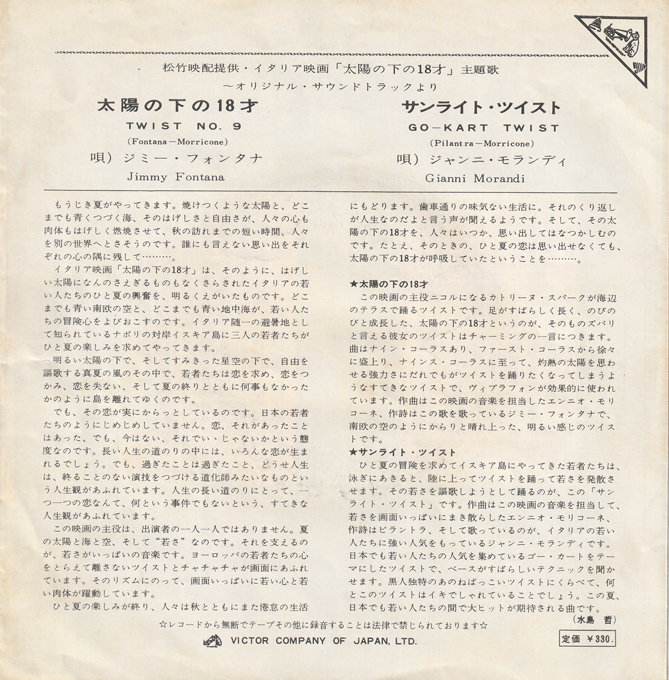 松竹映配提供・イタリア映画「太陽の下の18才」主題歌
～オリジナル・サウンドトラックより
太陽の下の18才
TWIST NO. 9
(Fontana—Morricone)
唄）ジミー・フォンタナ
Jimmy Fontana
サンライト・ツイスト
GO—KART TWIST
(Pilantra—Morricone)
唄）ジャンニ・モランディ
Gianni Morandi
もうじき夏がやってきます。焼けつくような太陽と、どこ
までも青くつづく海、そのはげしさと自由さが、人々の心も
肉体もはげしく燃焼させて、秋の訪れまでの短い時間、人々
を別の世界へとさそうのです。誰にも言えない思い出をそれ
ぞれの心の隅に残して………。
イタリア映画「太陽の下の18才」は、そのように、はげし
い太陽になんのさえぎるものもなくさらされたイタリアの若
い人たちのひと夏の興奮を、明るくえがいたものです。どこ
までも青い南欧の空と、どこまでも青い地中海が、若い人た
ちの冒険心をよびおこすのです。イタリア随一の避暑地とし
て知られているナポリの対岸イスキア島に三人の若者たちが
ひと夏の楽しみを求めてやってきます。
明るい太陽の下で、そしてすみきった星空の下で、自由を
謳歌する真夏の風のその中で、若者たちは恋を求め、恋をつ
かみ、恋を失ない、そして夏の終りとともに何事もなかった
かのように島を離れてゆくのです。
でも、その恋が実にからっとしているのです。日本の若者
たちのようにじめじめしていません。恋、それがあったこと
はあった、でも、今はない、それでい・じゃないかという態
度なのです。長い人生の道のりの中には、いろんな恋が生ま
れるでしょう。でも、過ぎたことは過ぎたこと、どうせ人生
は、終ることのない演技をつづける道化師みたいなものとい
う人生観があふれています。人生の長い道のりにとって、一
つ一つの恋なんて、何という事件でもないという、すてきな
人生観があふれています。
この映画の主役は、出演者の一人一人ではありません。夏
の太陽と海と空、そして“若さ”なのです。それを支えるの
が、若さがいっぱいの音楽です。ヨーロッパの若者たちの心
をとらえて離さないツイストとチャチャチャが画面にあふれ
ています。そのリズムにのって、画面いっぱいに若い心と若
い肉体が躍動しています。
ひと夏の楽しみが終り、人々は秋とともにまた倦怠の生活
にもどります。歯車通りの味気ない生活に。それのくり返し
が人生なのだよと言う声が聞えるようです。そして、その太
陽の下の18才を、人々はいつか、思い出してはなつかしむの
です。たとえ、そのときの、ひと夏の恋は思い出せなくても、
太陽の下の18才が呼吸していたということを………。
★太陽の下の18才
この映画の主役ニコルになるカトリーヌ・スパークが海辺
のテラスで踊るツイストです。足がすばらしく長く、のびの
びと成長した、太陽の下の18才というのが、そのものズバリ
と言える彼女のツイストはチャーミングの一言につきます。
曲はナイン・コーラスあり、ファースト・コーラスから徐々
に盛上り、ナインス・コーラスに至って、灼熱の太陽を思わ
せる強力さにだれでもがツイストを踊りたくなってしまうよ
うなすてきなツイストで、ヴィブラフォンが効果的に使われ
ています。作曲はこの映画の音楽を担当したエンニオ・モリ
コーネ、作詩はこの歌を歌っているジミー・フォンタナで、
南欧の空のようにからりと晴れ上った、明るい感じのツイス
トです。
★サンライト・ツイスト
ひと夏の冒険を求めてイスキア島にやってきた若者たちは、
泳ぎにあきると、陸に上ってツイストを踊って若さを発散さ
せます。その若さを謳歌しようとして踊るのが、この「サン
ライト・ツイスト」です。作曲はこの映画の音楽を担当して、
若さを画面いっぱいにまき散らしたエンニオ・モリコーネ、
作詩はピラントラ、そして歌っているのが、イタリアの若い
人たちに強い人気をもっているジャンニ・モランディです。
日本でも若い人たちの人気を集めているゴー・カートをテー
マにしたツイストで、ベースがすばらしいテクニックを聞か
せます。黒人独特のあのねばっこいツイストにくらべて、何
とこのツイストはイキでしゃれていることでしょう。この夏、
日本でも若い人たちの間で大ヒットが期待される曲です。
（水島 哲）
☆レコードから無断でテープその他に録音することは法律で禁じられております☆
VICTOR COMPANY OF JAPAN, LTD.
定価 ￥330.